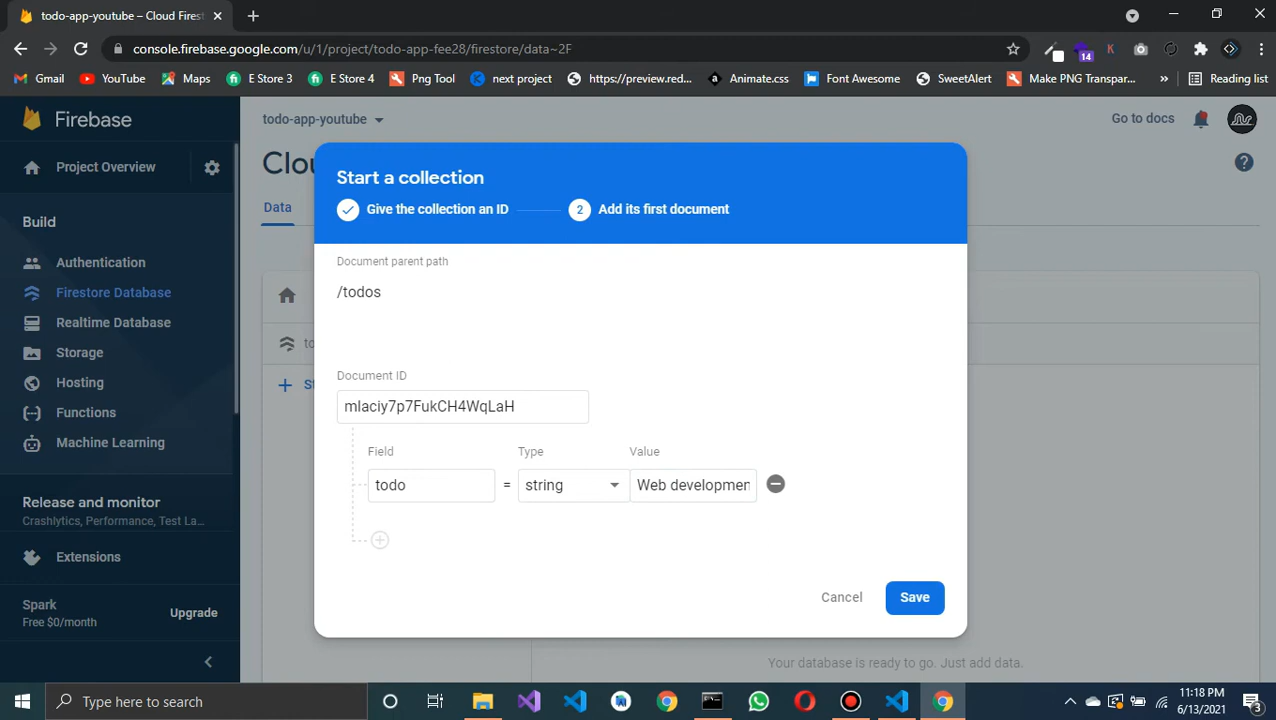 todo-app-youtube – Cloud Firest
console.firebase.google.com/u/1/project/todo-app-fee28/firestore/data~2F
14
Gmail
YouTube
Maps
E Store 3
E Store 4
Png Tool
next project
https://preview.red...
Animate.css
Font Awesome
SweetAlert
Make PNG Transpar...
»
Reading list
Firebase
todo-app-youtube
Go to docs
Project Overview
Clou
Start a collection
Give the collection an ID
2
Add its first document
Data
Build
Authentication
Firestore Database
Realtime Database
Storage
Hosting
Functions
Machine Learning
Document parent path
/todos
Document ID
Field
Type
Value
todo
=
string
Web developmen
Release and monitor
Crashlytics, Performance, Test La...
Extensions
Spark
Free $0/month
Upgrade
Cancel
Save
Your database is ready to go. Just add data.
Type here to search
11:18 PM
6/13/2021
3